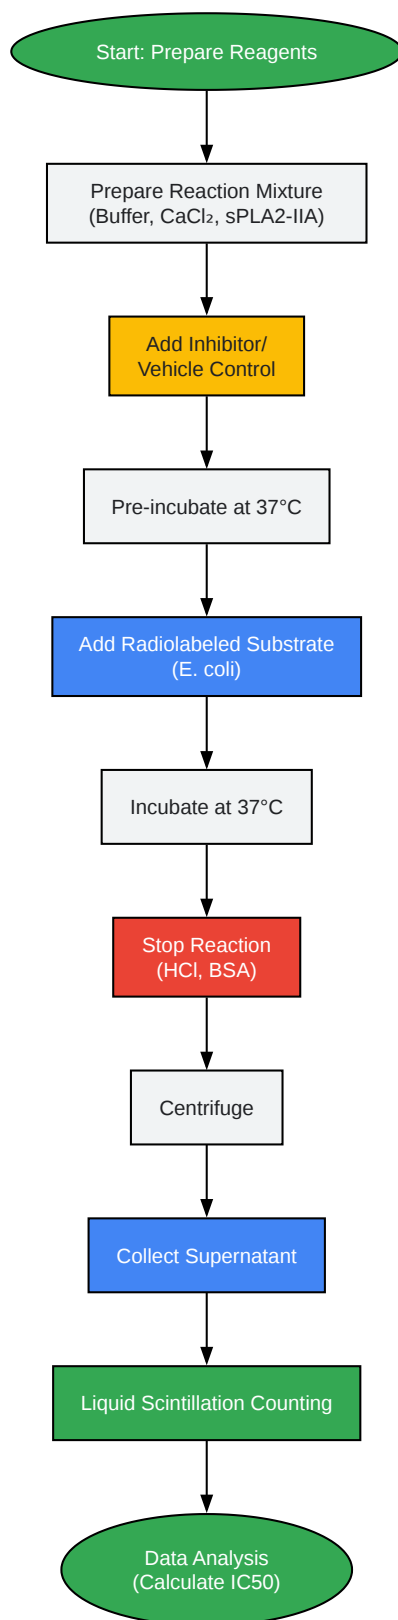 Start: Prepare Reagents
Prepare Reaction Mixture
(Buffer, CaCl₂, sPLA2-IIA)
Add Inhibitor/
Vehicle Control
Pre-incubate at 37°C
Add Radiolabeled Substrate
(E. coli)
Incubate at 37°C
Stop Reaction
(HCl, BSA)
Centrifuge
Collect Supernatant
Liquid Scintillation Counting
Data Analysis
(Calculate IC50)